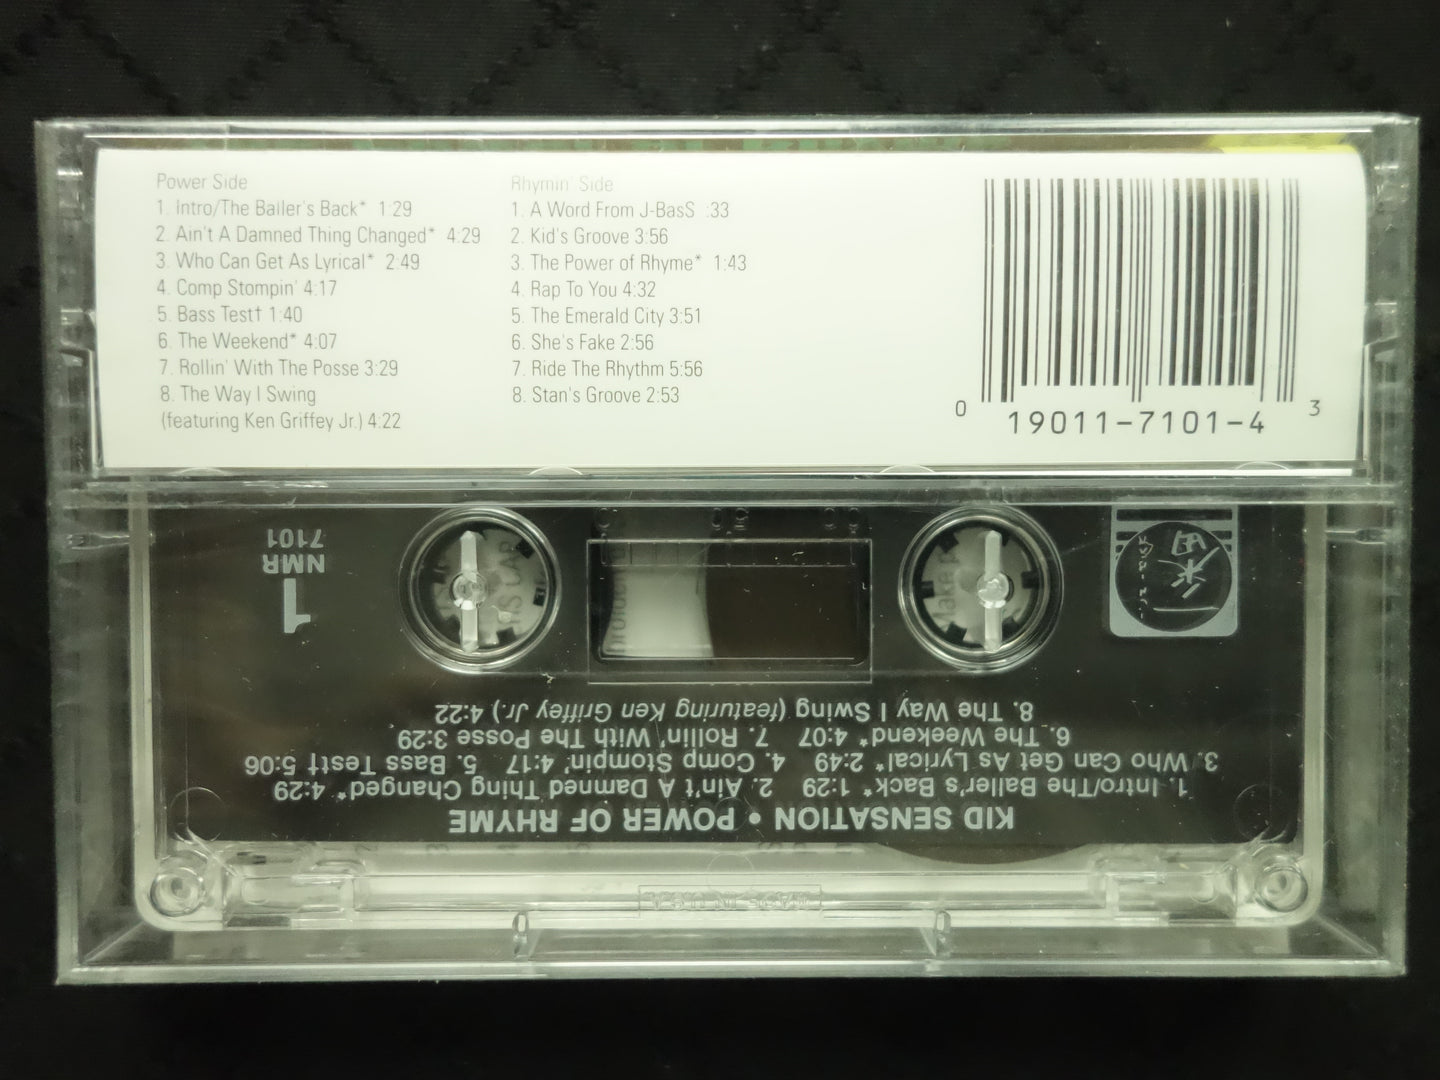 Power Side
1. Intro/The Baller's Back* 1:29
2. Ain't A Damned Thing Changed* 4:29
3. Who Can Get As Lyrical* 2:49
4. Comp Stompin' 4:17
5. Bass Test† 1:40
6. The Weekend* 4:07
7. Rollin' With The Posse 3:29
8. The Way I Swing
(featuring Ken Griffey Jr.) 4:22
Rhymin' Side
1. A Word From J-BasS :33
2. Kid's Groove 3:56
3. The Power of Rhyme* 1:43
4. Rap To You 4:32
5. The Emerald City 3:51
6. She's Fake 2:56
7. Ride The Rhythm 5:56
8. Stan's Groove 2:53
0 19011-7101-4 3
KID SENSATION • POWER OF RHYME
1. Intro/The Baller's Back* 1:29 2. Ain't A Damned Thing Changed* 4:29
3. Who Can Get As Lyrical* 2:49 4. Comp Stompin' 4:17 5. Bass Test† 5:06
6. The Weekend* 4:07 7. Rollin' With The Posse 3:29
8. The Way I Swing (featuring Ken Griffey Jr.) 4:22
1
NMR
7101
MADE IN U.S.A.